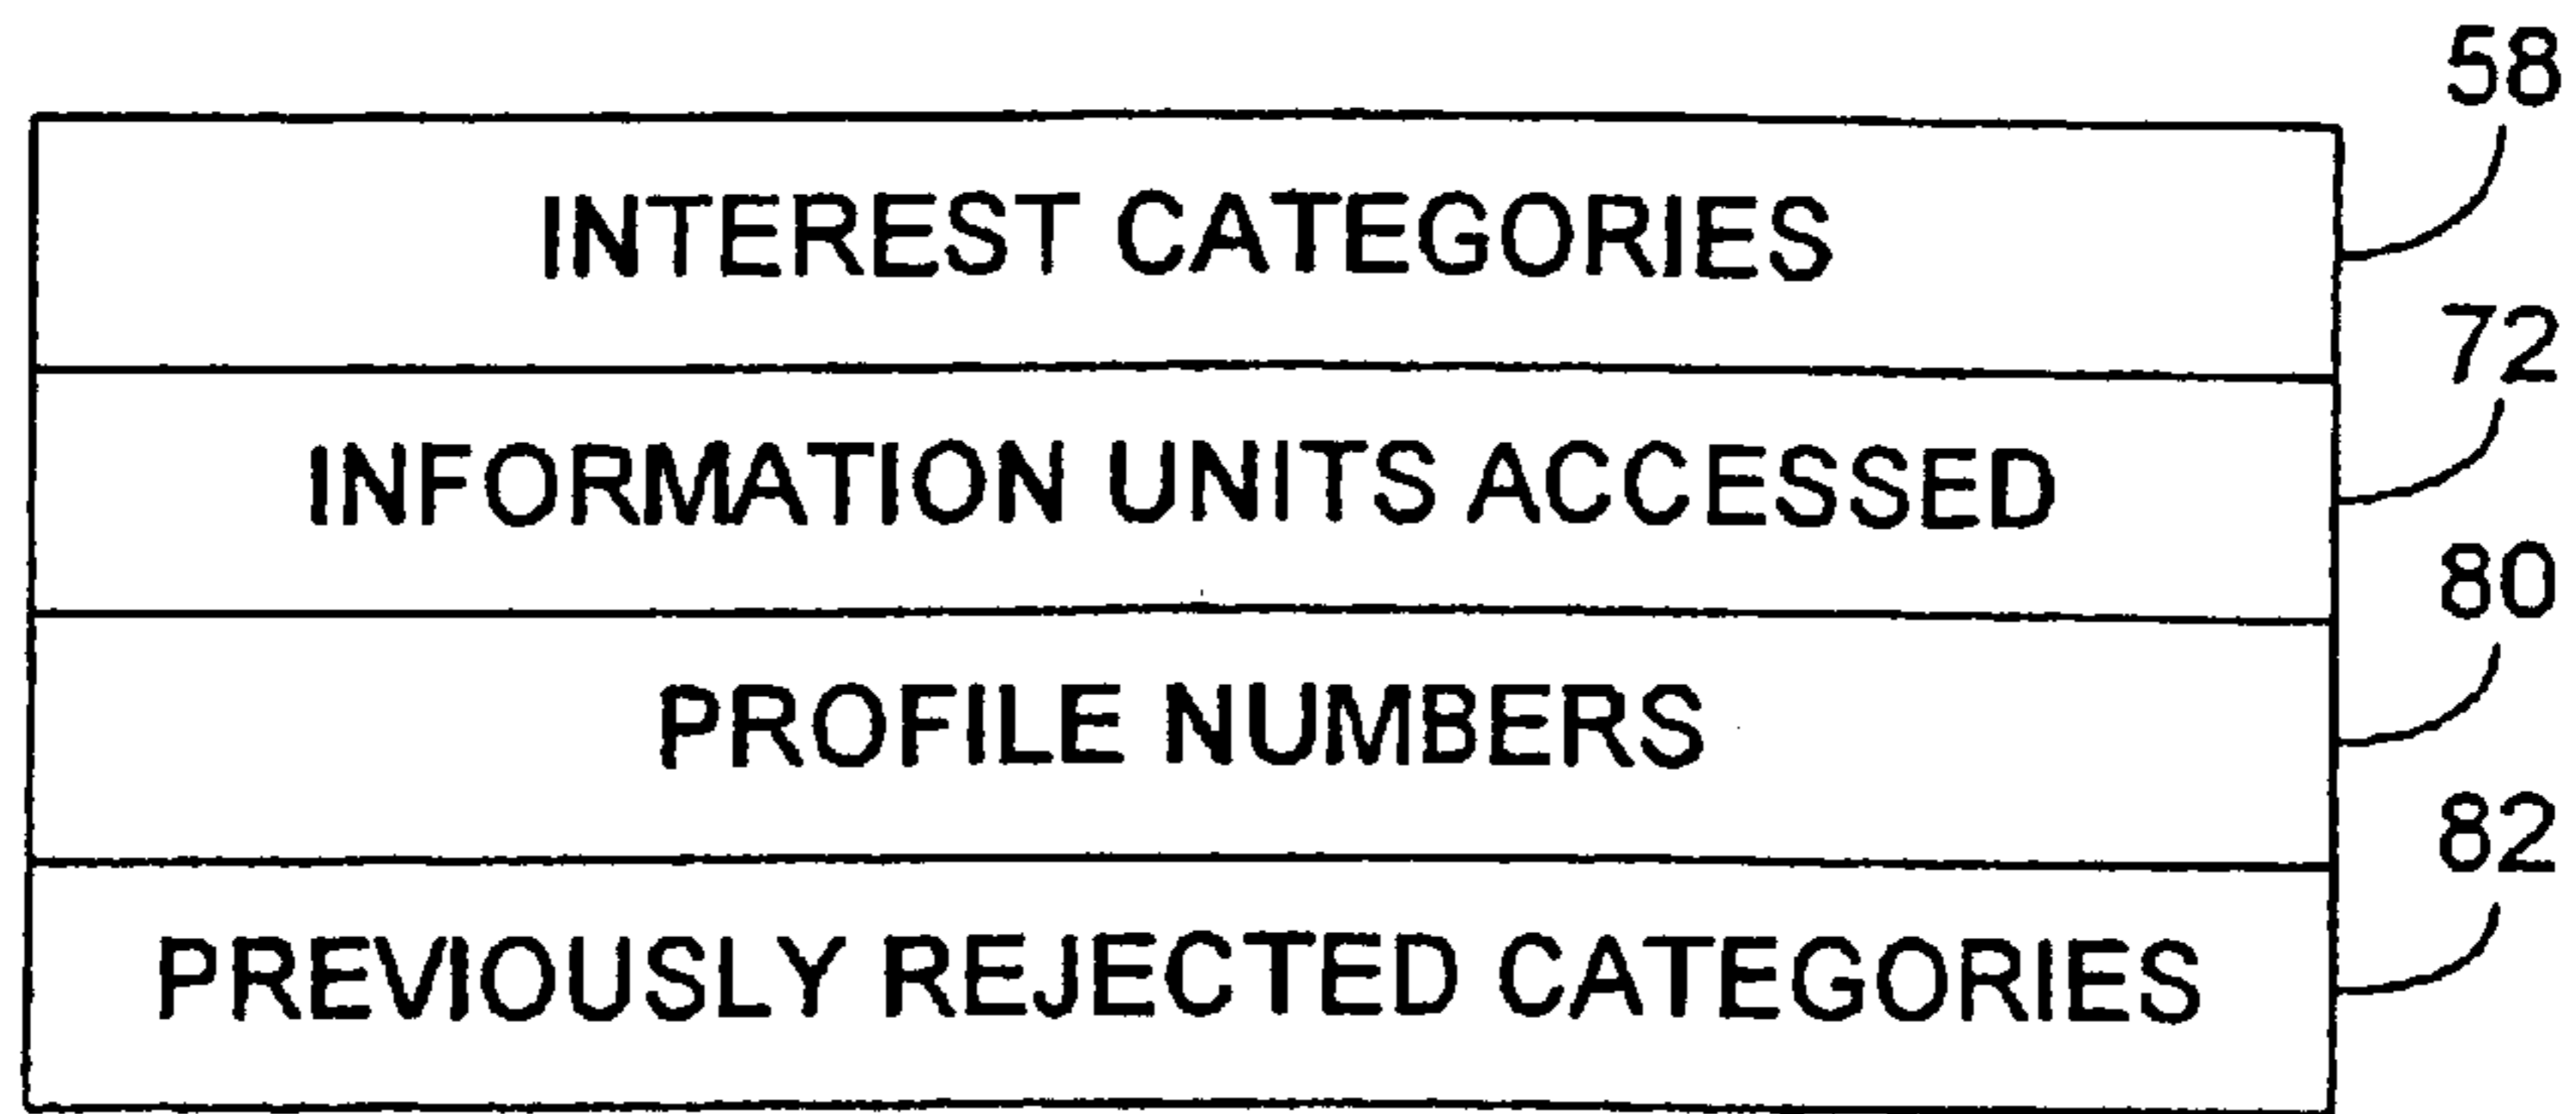 58
INTEREST CATEGORIES
72
INFORMATION UNITS ACCESSED
80
PROFILE NUMBERS
82
PREVIOUSLY REJECTED CATEGORIES